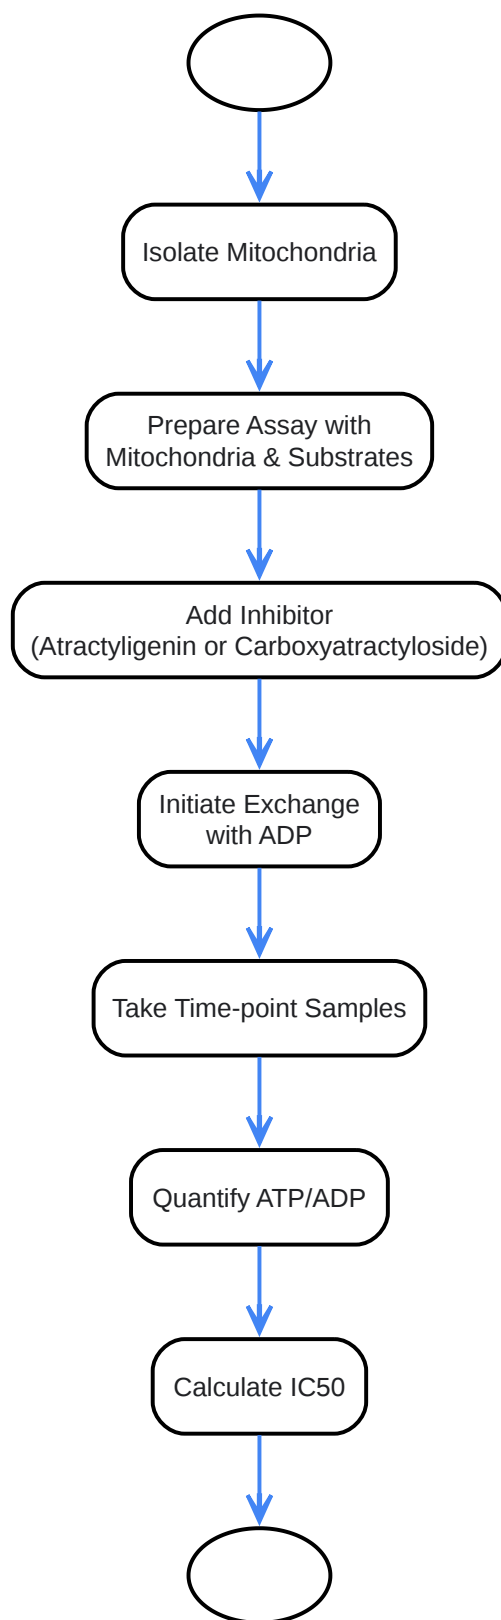 Isolate Mitochondria
Prepare Assay with
Mitochondria & Substrates
Add Inhibitor
(Atractyligenin or Carboxyatractyloside)
Initiate Exchange
with ADP
Take Time-point Samples
Quantify ATP/ADP
Calculate IC50